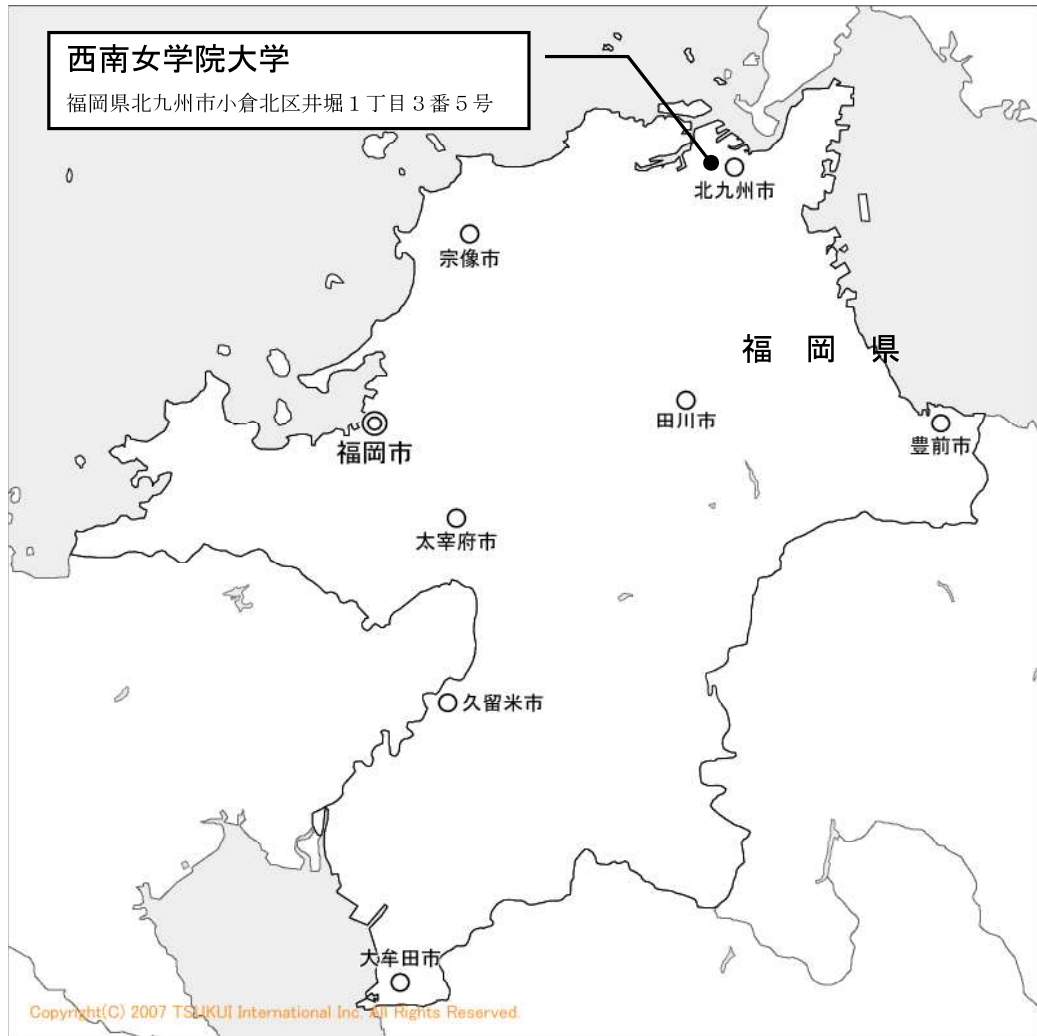 西南女学院大学
福岡県北九州市小倉北区井堀１丁目３番５号
北九州市
宗像市
福 岡 県
田川市
福岡市
豊前市
太宰府市
久留米市
大牟田市
Copyright(C) 2007 TSUKUI International Inc. All Rights Reserved.